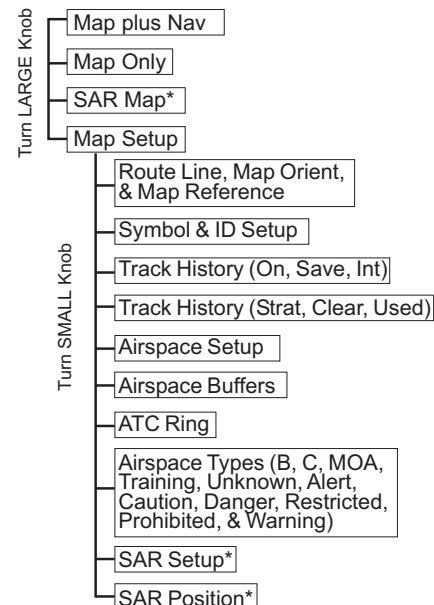 Turn LARGE Knob
Map plus Nav
Map Only
SAR Map*
Map Setup
Turn SMALL Knob
Route Line, Map Orient,
& Map Reference
Symbol & ID Setup
Track History (On, Save, Int)
Track History (Strat, Clear, Used)
Airspace Setup
Airspace Buffers
ATC Ring
Airspace Types (B, C, MOA,
Training, Unknown, Alert,
Caution, Danger, Restricted,
Prohibited, & Warning)
SAR Setup*
SAR Position*